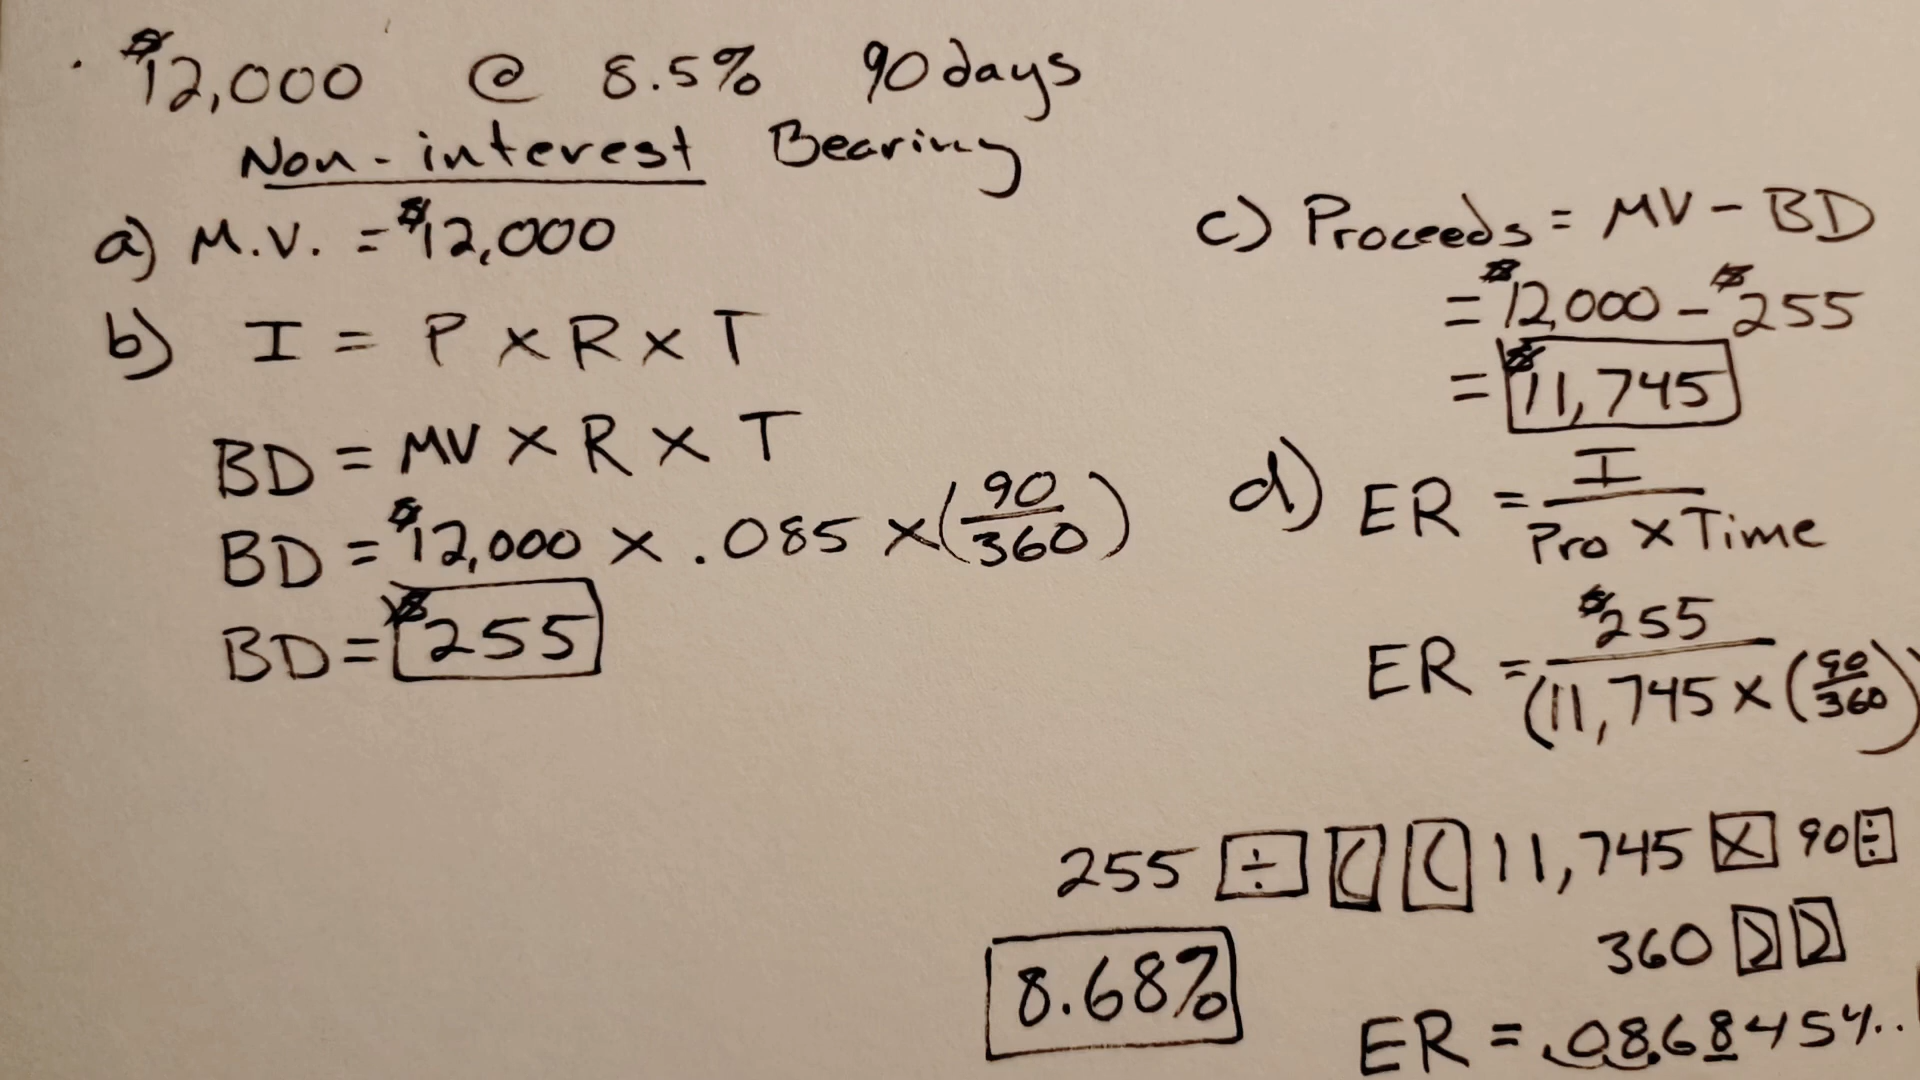 $12,000 @ 8.5% 90 days
Non-interest Bearing
a) M.V. = $12,000
b) I = P × R × T
BD = MV × R × T
BD = $12,000 × .085 × (90/360)
BD = $255
c) Proceeds = MV - BD
= $12,000 - $255
= $11,745
d) ER = I / Pro × Time
ER = $255 / (11,745 × (90/360)
255 ÷ ( ( 11,745 × 90 ÷
360 ) )
8.68%
ER = .0868454..